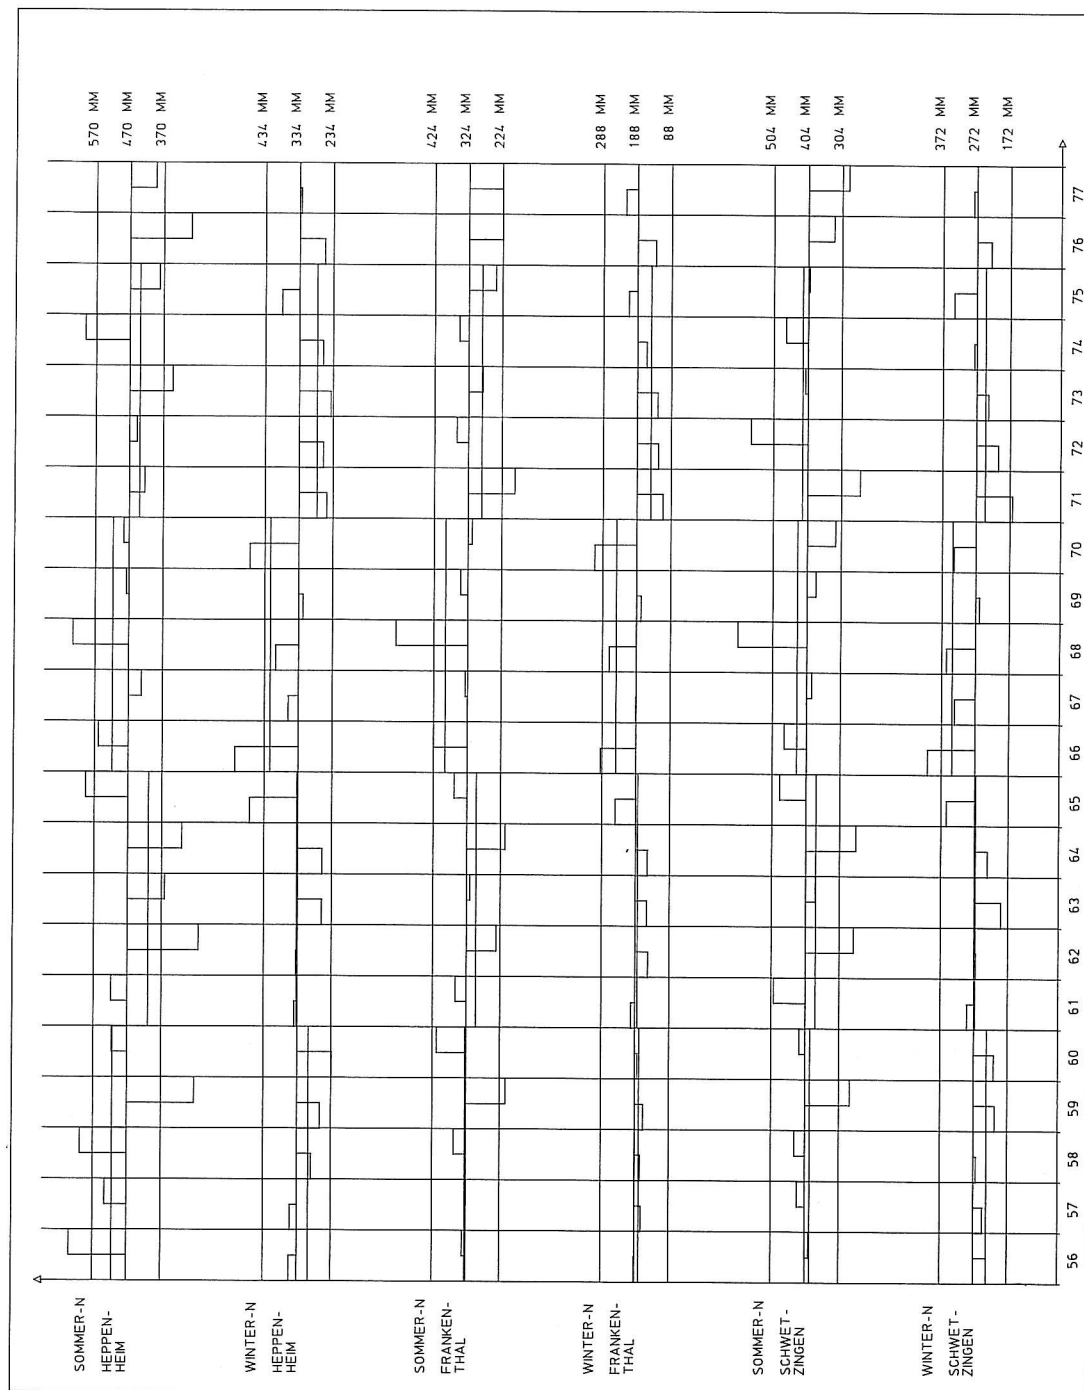 SOMMER-N
HEPPEN-
HEIM
570 MM
470 MM
370 MM
WINTER-N
HEPPEN-
HEIM
434 MM
334 MM
234 MM
SOMMER-N
FRANKEN-
THAL
424 MM
324 MM
224 MM
WINTER-N
FRANKEN-
THAL
288 MM
188 MM
88 MM
SOMMER-N
SCHWET-
ZINGEN
504 MM
404 MM
304 MM
WINTER-N
SCHWET-
ZINGEN
372 MM
272 MM
172 MM
56 57 58 59 60 61 62 63 64 65 66 67 68 69 70 71 72 73 74 75 76 77